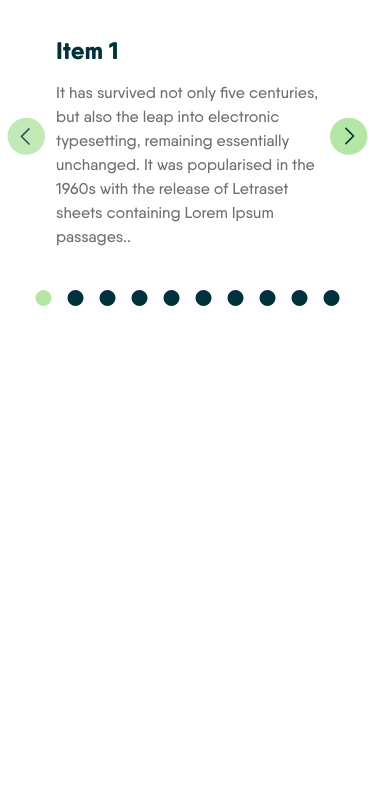 Item 1
It has survived not only five centuries,
but also the leap into electronic
typesetting, remaining essentially
unchanged. It was popularised in the
1960s with the release of Letraset
sheets containing Lorem Ipsum
passages..